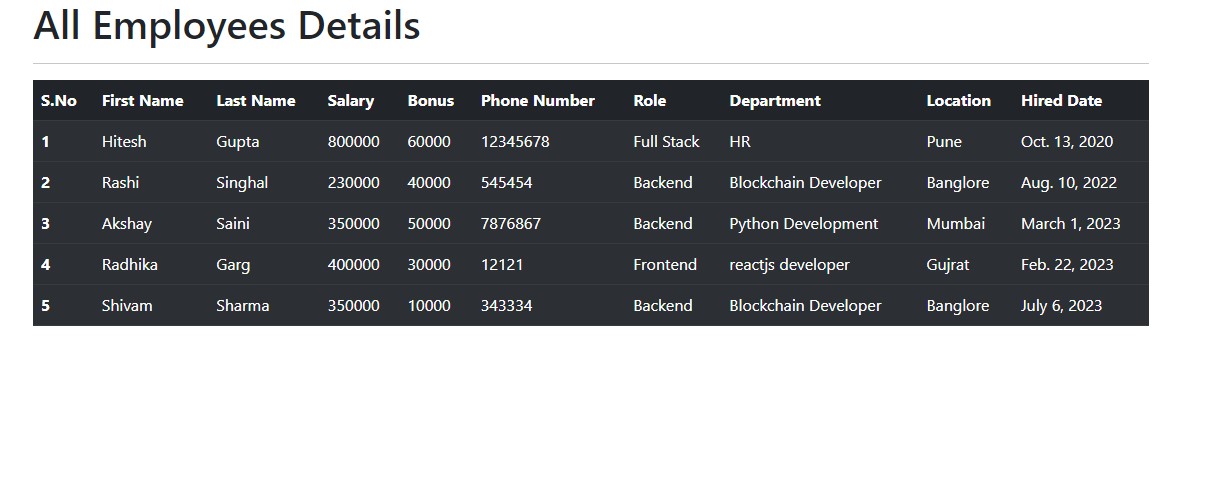 All Employees Details
S.No First Name Last Name Salary Bonus Phone Number Role Department Location Hired Date
1 Hitesh Gupta 800000 60000 12345678 Full Stack HR Pune Oct. 13, 2020
2 Rashi Singhal 230000 40000 545454 Backend Blockchain Developer Banglore Aug. 10, 2022
3 Akshay Saini 350000 50000 7876867 Backend Python Development Mumbai March 1, 2023
4 Radhika Garg 400000 30000 12121 Frontend reactjs developer Gujrat Feb. 22, 2023
5 Shivam Sharma 350000 10000 343334 Backend Blockchain Developer Banglore July 6, 2023